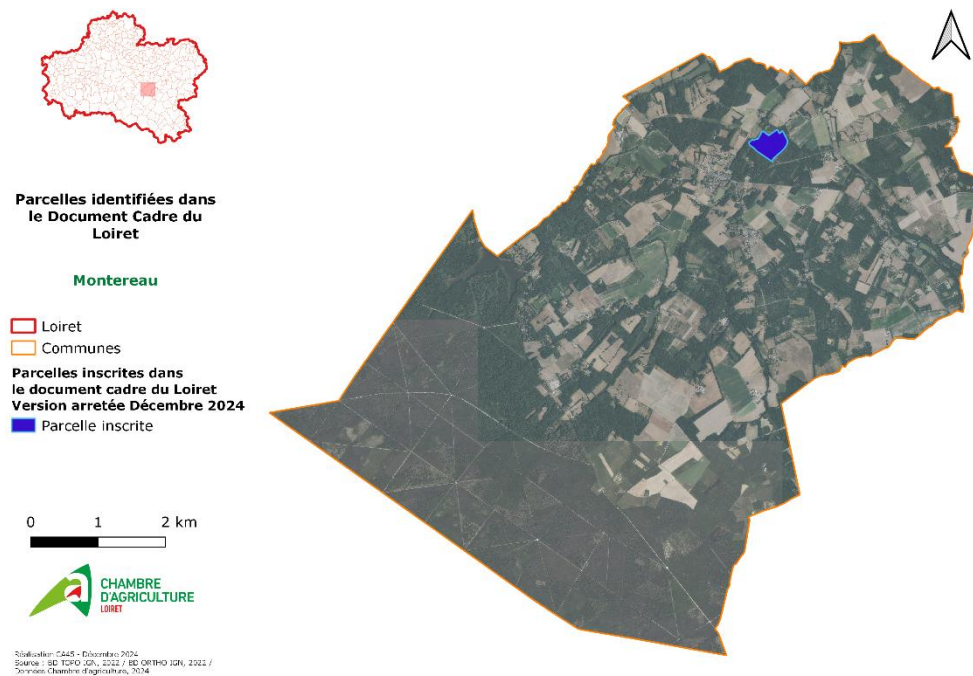 Parcelles identifiées dans
le Document Cadre du
Loiret
Montereau
Loiret
Communes
Parcelles inscrites dans
le document cadre du Loiret
Version arretée Décembre 2024
Parcelle inscrite
0 1 2 km
CHAMBRE
D'AGRICULTURE
LOIRET
Réalisation CA45 - Décembre 2024
Source : BD TOPO IGN, 2022 / BD ORTHO IGN, 2022 /
Données Chambre d'agriculture, 2024